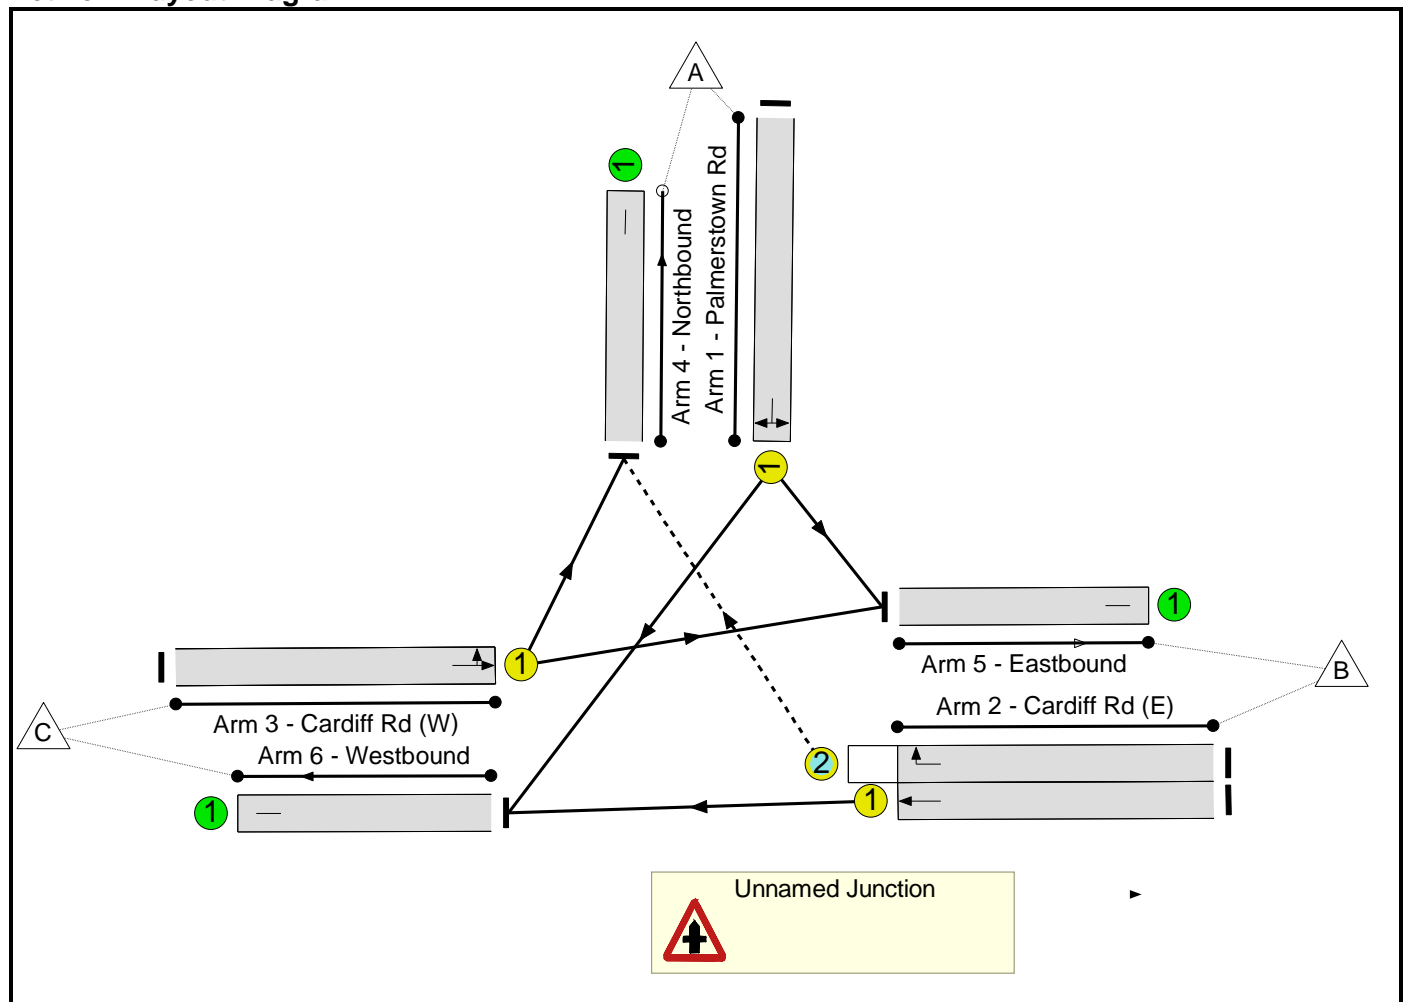 A
1
Arm 4 - Northbound
Arm 1 - Palmerstown Rd
1
1
Arm 5 - Eastbound
B
1
Arm 3 - Cardiff Rd (W)
C
Arm 2 - Cardiff Rd (E)
Arm 6 - Westbound
2
1
1
Unnamed Junction